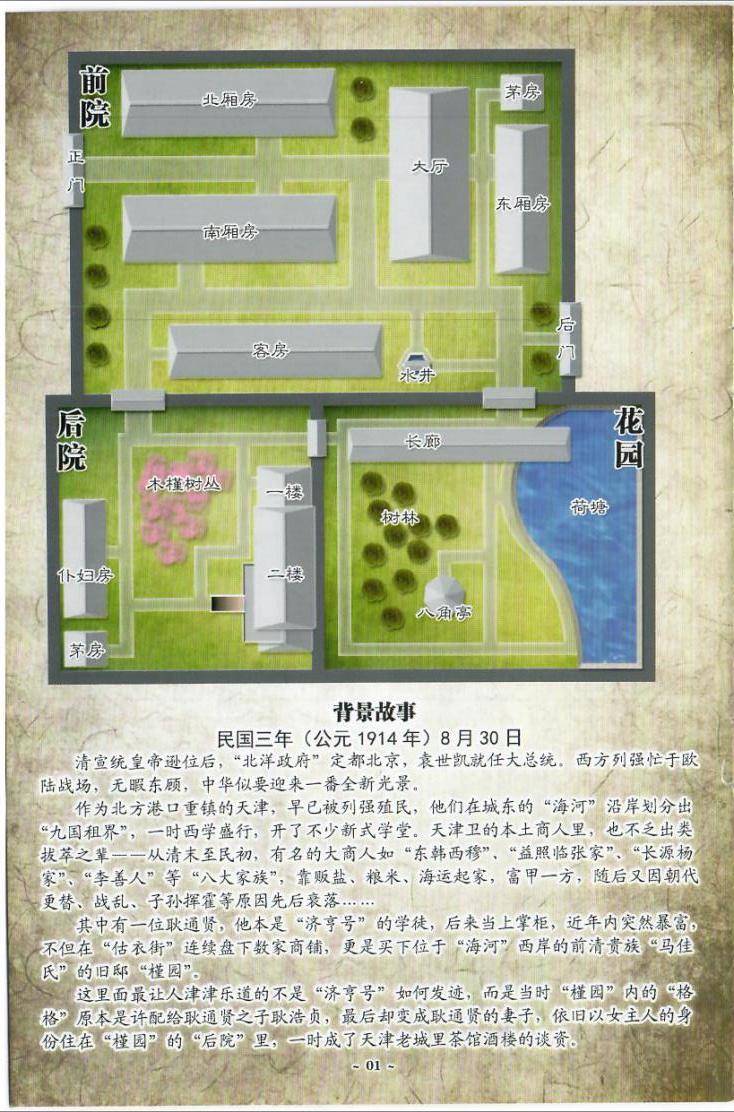 前院
北厢房
茅房
正门
大厅
东厢房
南厢房
后门
客房
水井
后院
花园
长廊
木槿树丛
一楼
树林
荷塘
仆妇房
二楼
八角亭
茅房
背景故事
民国三年（公元1914年）8月30日
清宣统皇帝逊位后，“北洋政府”定都北京，袁世凯就任大总统。西方列强忙于欧
陆战场，无暇东顾，中华似要迎来一番全新光景。
作为北方港口重镇的天津，早已被列强殖民，他们在城东的“海河”沿岸划分出
“九国租界”，一时西学盛行，开了不少新式学堂。天津卫的本土商人里，也不乏出类
拔萃之辈——从清末至民初，有名的大商人如“东韩西穆”、“益照临张家”、“长源杨
家”、“李善人”等“八大家族”，靠贩盐、粮米、海运起家，富甲一方，随后又因朝代
更替、战乱、子孙挥霍等原因先后衰落……
其中有一位耿通贤，他本是“济亨号”的学徒，后来当上掌柜，近年内突然暴富，
不但在“估衣街”连续盘下数家商铺，更是买下位于“海河”西岸的前清贵族“马佳
氏”的旧邸“槿园”。
这里面最让人津津乐道的不是“济亨号”如何发迹，而是当时“槿园”内的“格
格”原本是许配给耿通贤之子耿浩贞，最后却变成耿通贤的妻子，依旧以女主人的身
份住在“槿园”的“后院”里，一时成了天津老城里茶馆酒楼的谈资。
~ 01 ~